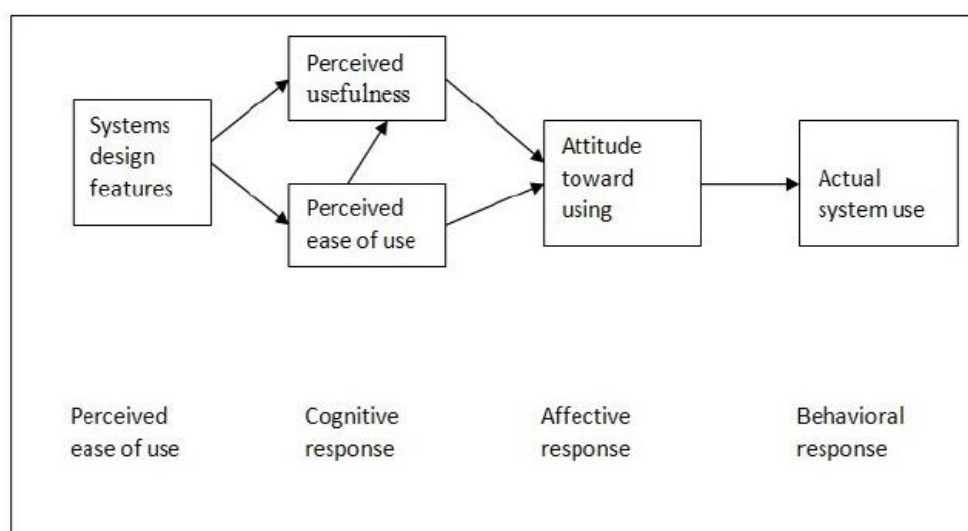 Perceived
usefulness
Systems
design
features
Perceived
ease of use
Attitude
toward
using
Actual
system use
Perceived
ease of use
Cognitive
response
Affective
response
Behavioral
response